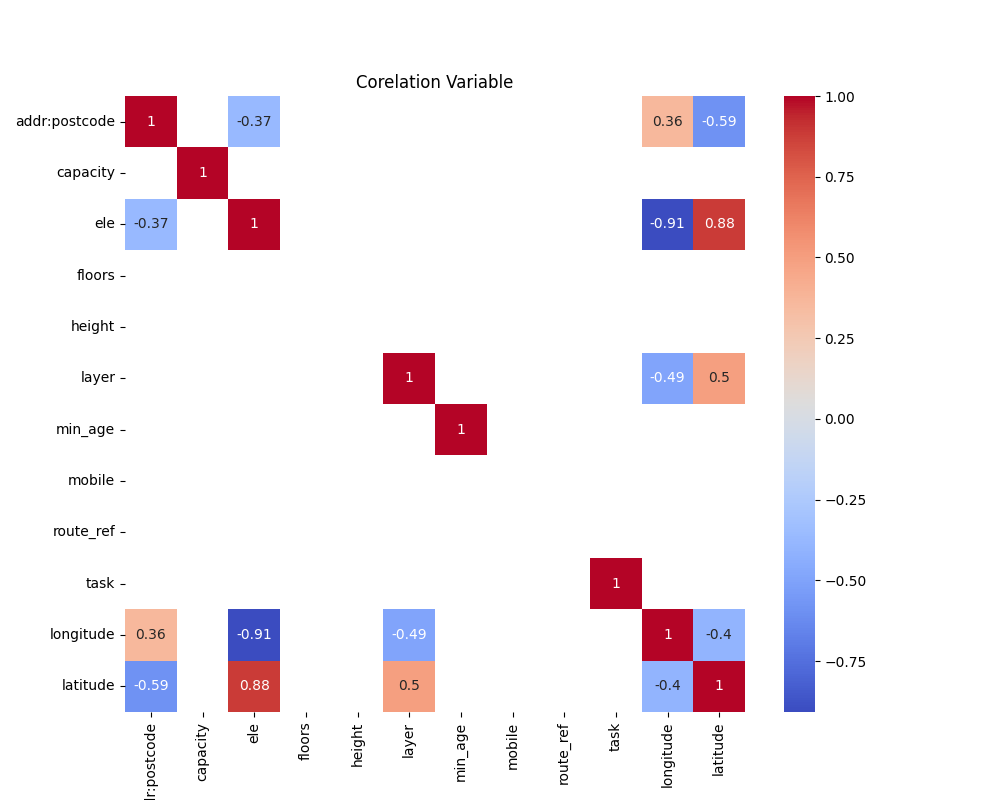 Corelation Variable
addr:postcode 1 -0.37 0.36 -0.59
capacity 1
ele -0.37 1 -0.91 0.88
floors
height
layer 1 -0.49 0.5
min_age 1
mobile
route_ref
task 1
longitude 0.36 -0.91 -0.49 1 -0.4
latitude -0.59 0.88 0.5 -0.4 1
dr:postcode capacity ele floors height layer min_age mobile route_ref task longitude latitude
1.00
0.75
0.50
0.25
0.00
−0.25
−0.50
−0.75